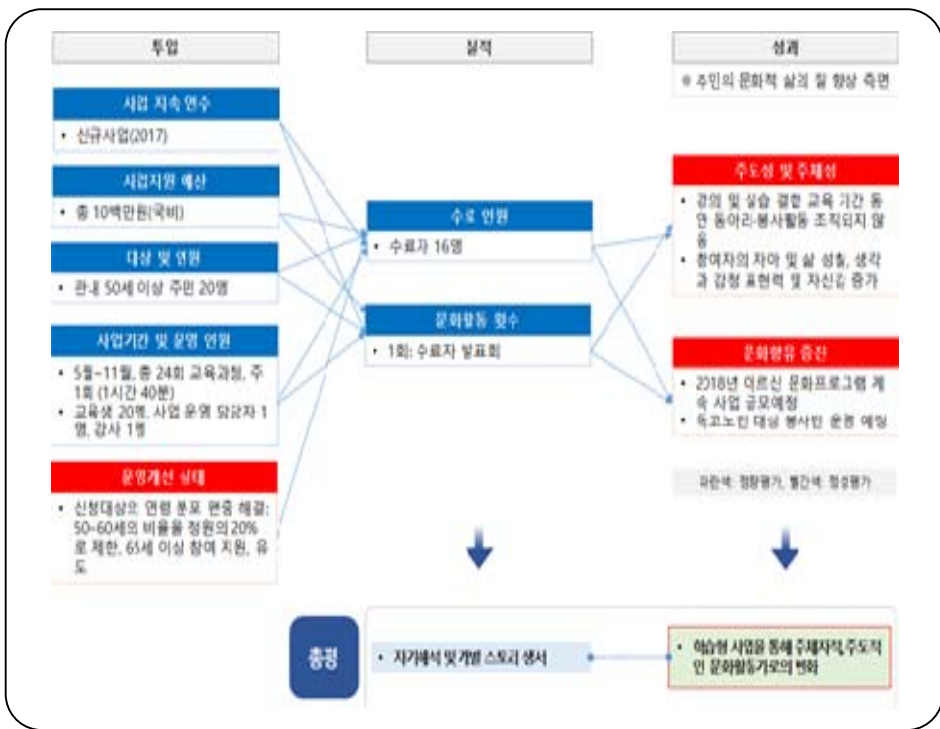 투입
사업 지속 연수
• 신규사업(2017)
사업지원 예산
• 총 10백만원(국비)
대상 및 인원
• 관내 50세 이상 주민 20명
사업기간 및 운영 인원
• 5월~11월, 총 24회 교육과정, 주
1회 (1시간 40분)
• 교육생 20명, 사업 운영 담당자 1
명, 강사 1명
운영개선 실태
• 신청대상의 연령 분포 편중 해결:
50~60세의 비율을 정원의 20%
로 제한, 65세 이상 참여 지원, 유
도
실적
수료 인원
• 수료자 16명
문화활동 횟수
• 1회: 수료자 발표회
성과
※ 주민의 문화적 삶의 질 향상 측면
주도성 및 주체성
• 강의 및 실습 결합 교육 기간 동
안 동아리·봉사활동 조직되지 않
음
• 참여자의 자아 및 삶 성찰, 생각
과 감정 표현력 및 자신감 증가
문화향유 증진
• 2018년 어르신 문화프로그램 계
속 사업 공모예정
• 독고노인 대상 봉사반 운영 예정
파란색: 정량평가, 빨간색: 정성평가
총평
• 자기해석 및 개별 스토리 생서
• 학습형 사업을 통해 주체자적, 주도적
인 문화활동가로의 변화